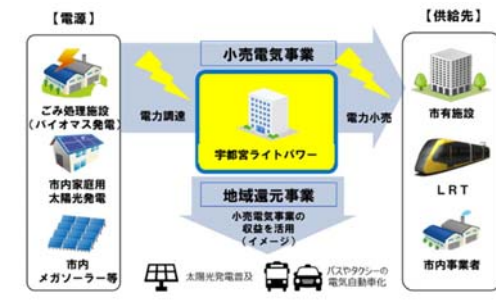 【電源】
ごみ処理施設
（バイオマス発電）
市内家庭用
太陽光発電
市内
メガソーラー等
小売電気事業
電力調達
宇都宮ライトパワー
電力小売
地域還元事業
小売電気事業の
収益を活用
（イメージ）
太陽光発電普及
バスやタクシーの
電気自動車化
【供給先】
市有施設
LRT
市内事業者